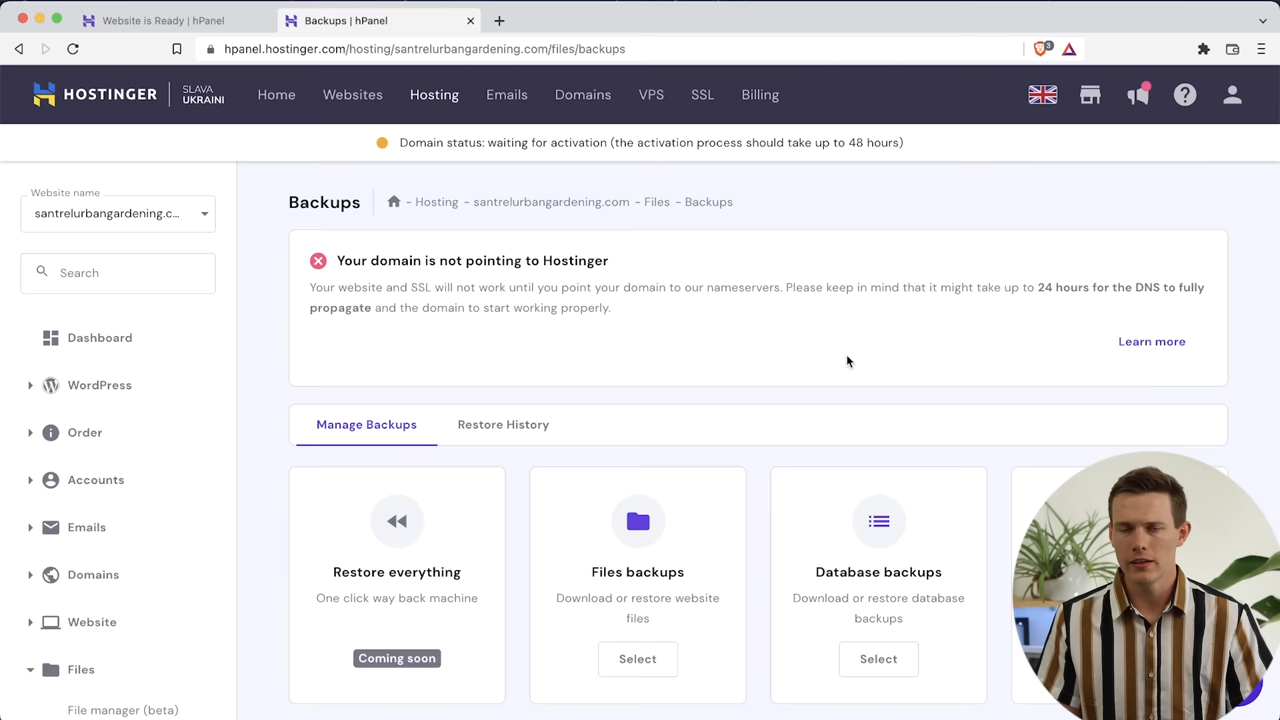 Website is Ready | hPanel
Backups | hPanel
hpanel.hostinger.com/hosting/santrelurbangardening.com/files/backups
3
HOSTINGER
SLAVA
UKRAINI
Home
Websites
Hosting
Emails
Domains
VPS
SSL
Billing
Domain status: waiting for activation (the activation process should take up to 48 hours)
Website name
santrelurbangardening.c...
Search
Dashboard
WordPress
Order
Accounts
Emails
Domains
Website
Files
File manager (beta)
Backups
- Hosting - santrelurbangardening.com - Files - Backups
Your domain is not pointing to Hostinger
Your website and SSL will not work until you point your domain to our nameservers. Please keep in mind that it might take up to 24 hours for the DNS to fully
propagate and the domain to start working properly.
Learn more
Manage Backups
Restore History
Restore everything
One click way back machine
Coming soon
Files backups
Download or restore website
files
Select
Database backups
Download or restore database
backups
Select